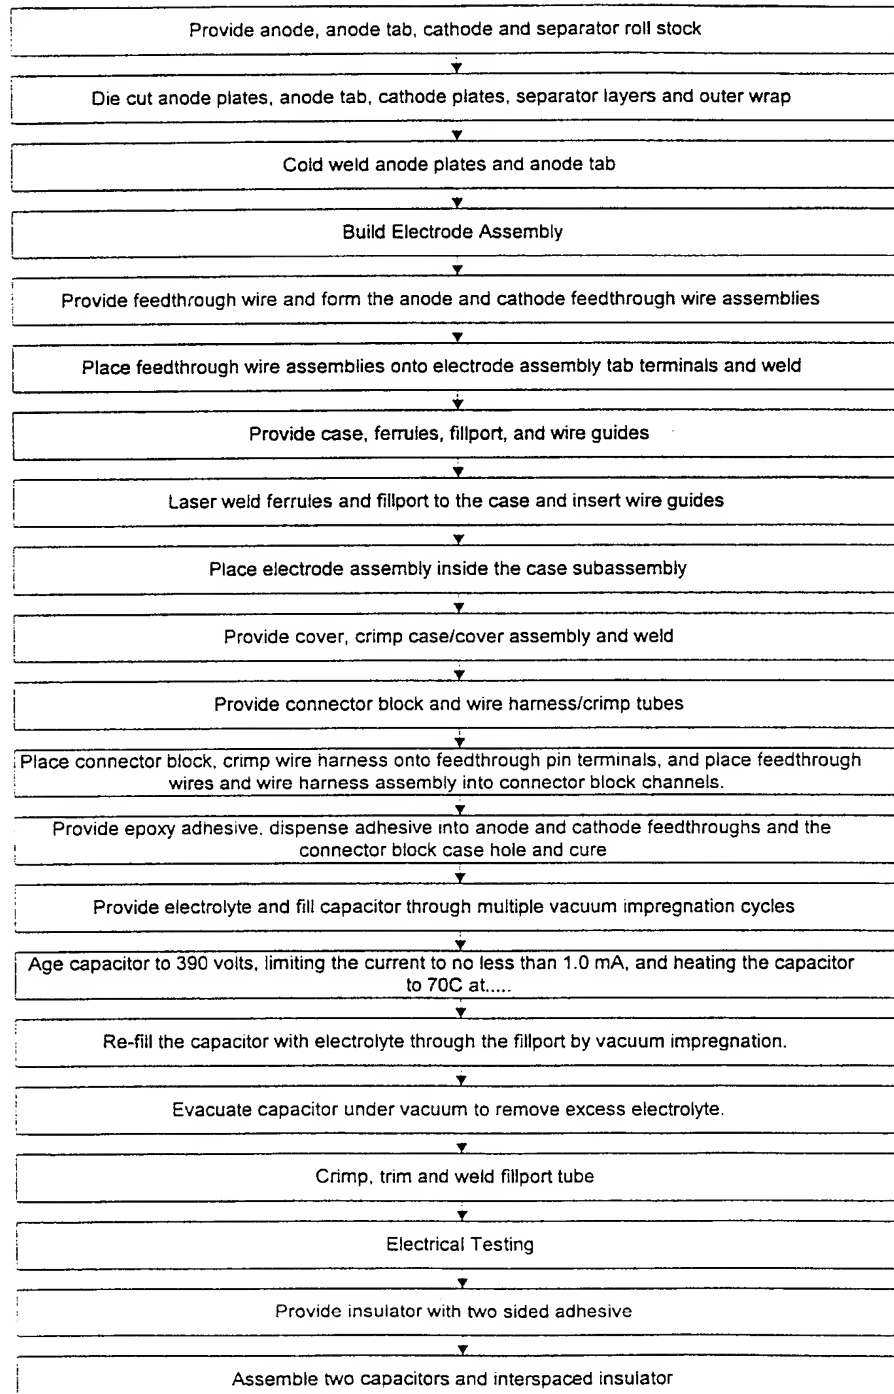 Provide anode, anode tab, cathode and separator roll stock
Die cut anode plates, anode tab, cathode plates, separator layers and outer wrap
Cold weld anode plates and anode tab
Build Electrode Assembly
Provide feedthrough wire and form the anode and cathode feedthrough wire assemblies
Place feedthrough wire assemblies onto electrode assembly tab terminals and weld
Provide case, ferrules, fillport, and wire guides
Laser weld ferrules and fillport to the case and insert wire guides
Place electrode assembly inside the case subassembly
Provide cover, crimp case/cover assembly and weld
Provide connector block and wire harness/crimp tubes
Place connector block, crimp wire harness onto feedthrough pin terminals, and place feedthrough
wires and wire harness assembly into connector block channels.
Provide epoxy adhesive, dispense adhesive into anode and cathode feedthroughs and the
connector block case hole and cure
Provide electrolyte and fill capacitor through multiple vacuum impregnation cycles
Age capacitor to 390 volts, limiting the current to no less than 1.0 mA, and heating the capacitor
to 70C at.....
Re-fill the capacitor with electrolyte through the fillport by vacuum impregnation.
Evacuate capacitor under vacuum to remove excess electrolyte.
Crimp, trim and weld fillport tube
Electrical Testing
Provide insulator with two sided adhesive
Assemble two capacitors and interspaced insulator